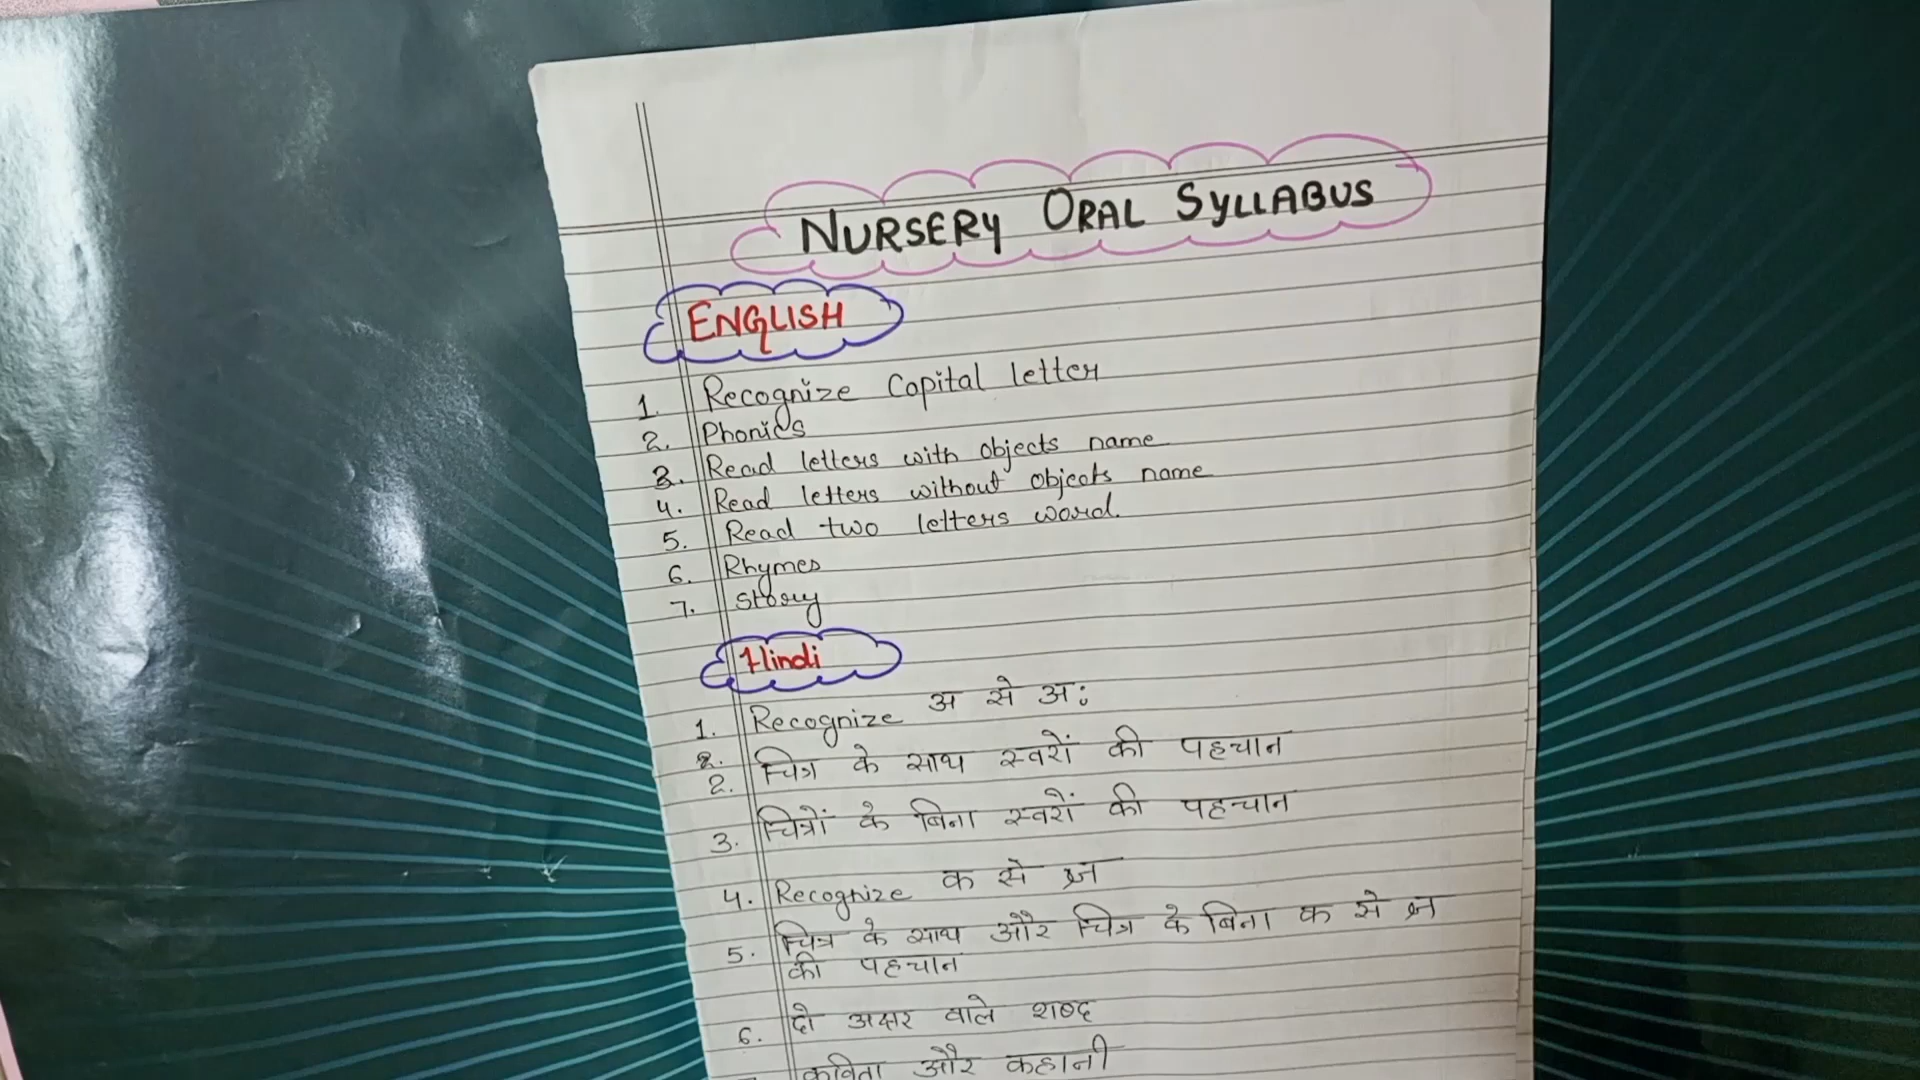 NURSERY ORAL SYLLABUS
ENGLISH
1. Recognize Capital letter
2. Phonics
3. Read letters with objects name
4. Read letters without objects name
5. Read two letters word.
6. Rhymes
7. Story
Hindi
1. Recognize अ से अः
2.
2. चित्र के साथ स्वरों की पहचान
3. चित्रों के बिना स्वरों की पहचान
4. Recognize क से ज्ञ
5. चित्र के साथ और चित्र के बिना क से ज्ञ
की पहचान
6. दो अक्षर वाले शब्द
कविता और कहानी